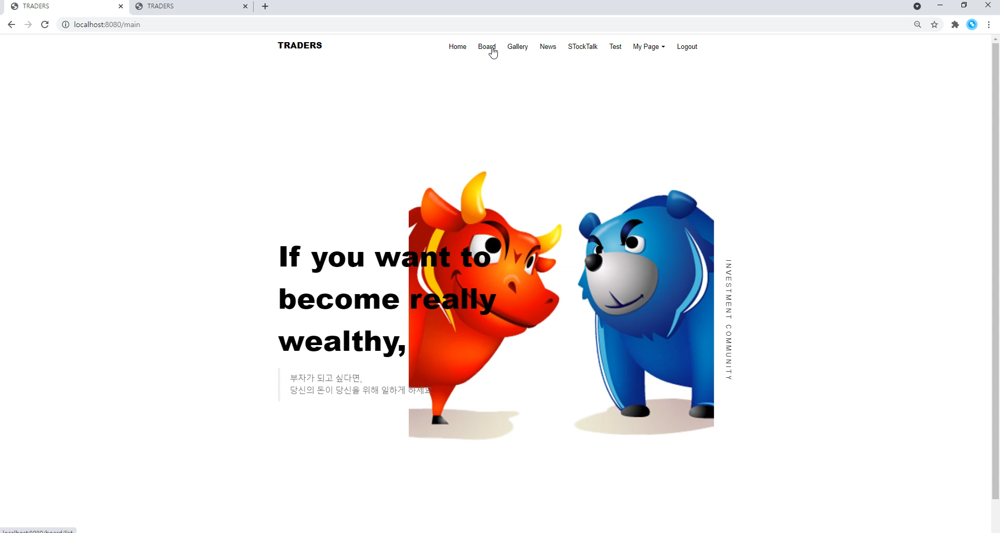 TRADERS
TRADERS
localhost:8080/main
TRADERS
Home Board Gallery News STockTalk Test My Page Logout
If you want to
become really
wealthy,
부자가 되고 싶다면,
당신의 돈이 당신을 위해 일하게 하세요
INVESTMENT COMMUNITY
localhost:8080/board/list